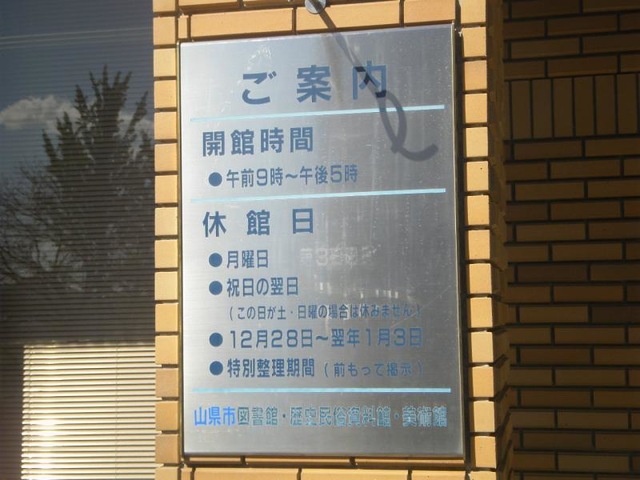 ご案内
開館時間
●午前9時～午後5時
休館日
●月曜日
●祝日の翌日
(この日が土・日曜の場合は休みません)
●12月28日～翌年1月3日
●特別整理期間(前もって掲示)
山県市図書館・歴史民俗資料館・美術館